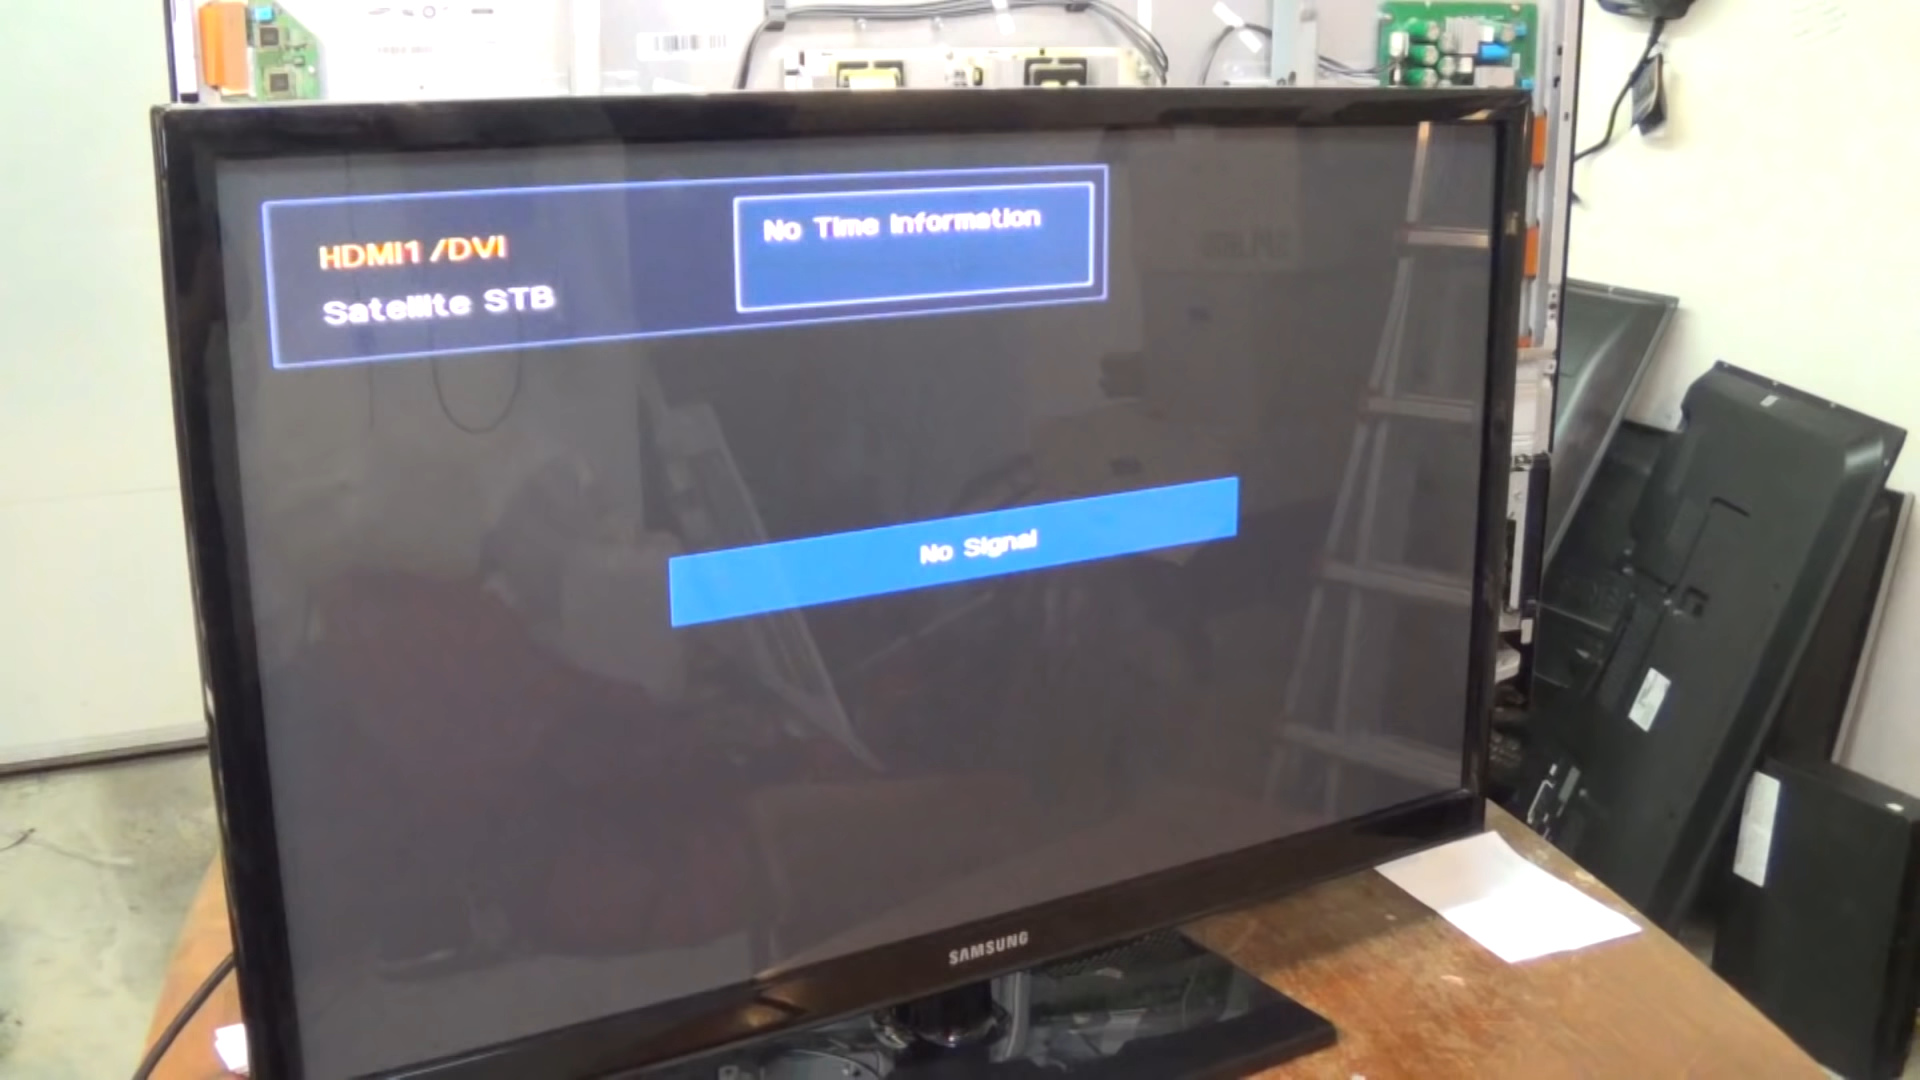 HDMI1/DVI
Satellite STB
No Time Information
No Signal
SAMSUNG